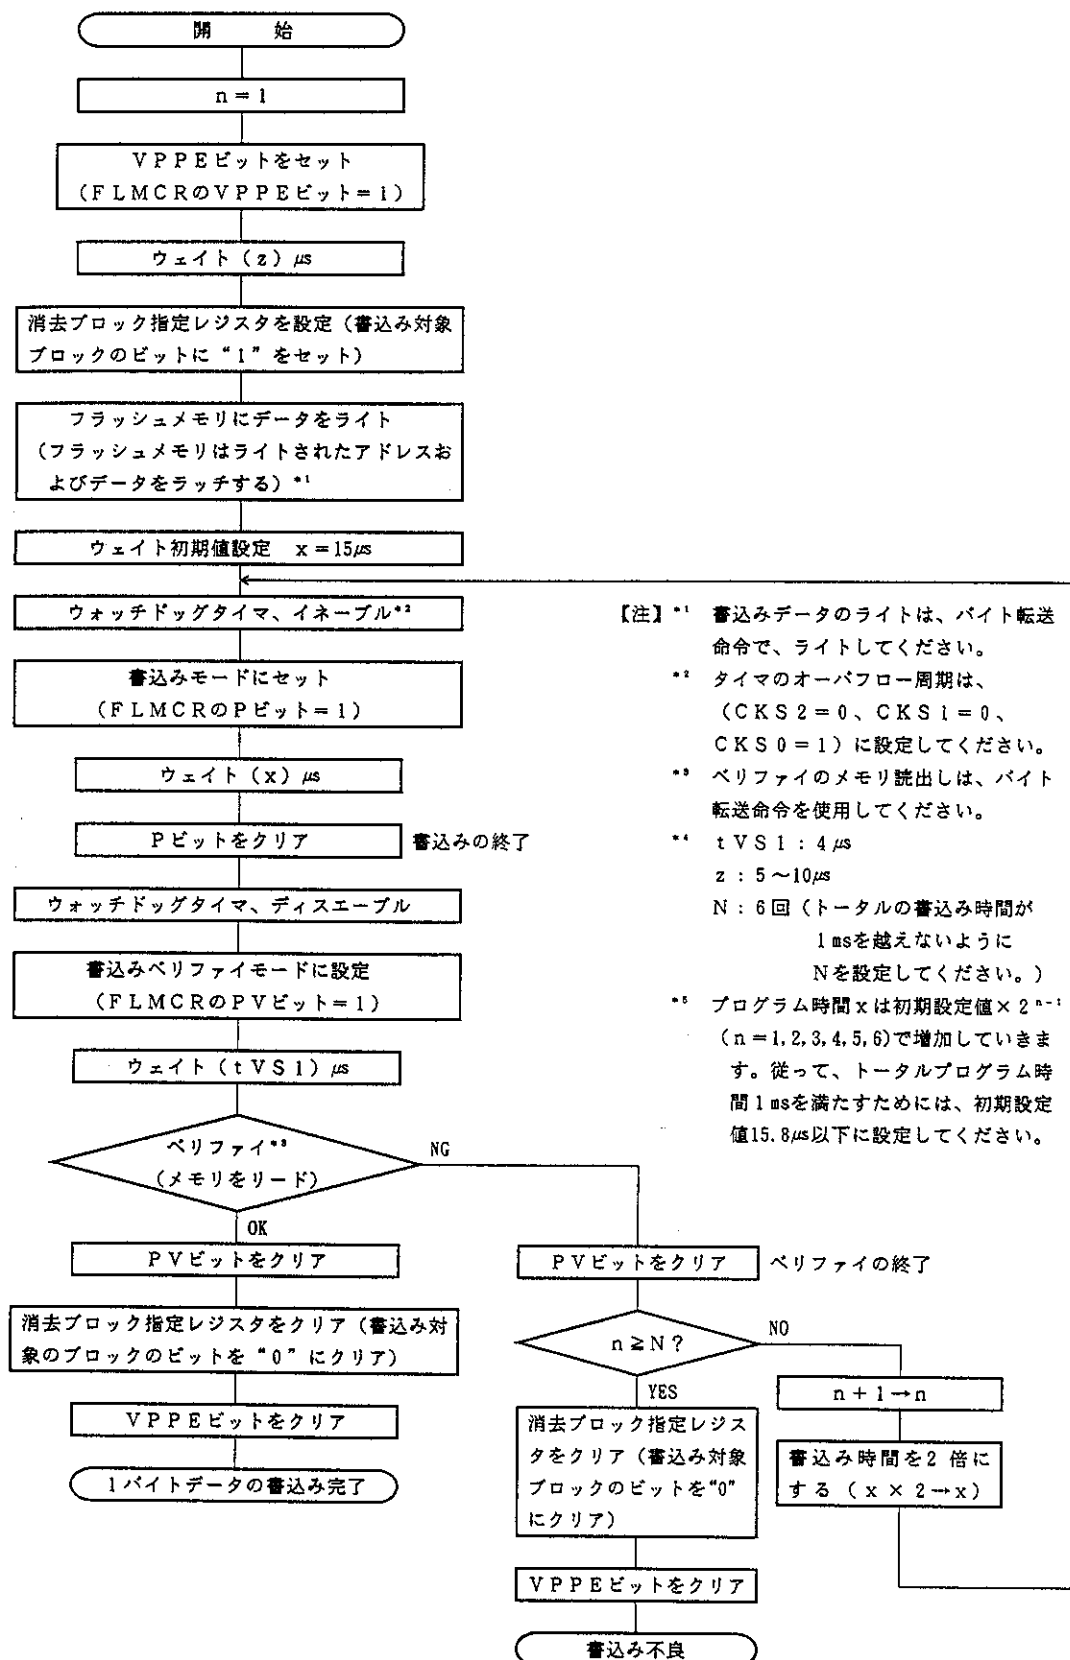 開　始
n＝1
VPPEビットをセット
（FLMCRのVPPEビット＝1）
ウェイト（z）μs
消去ブロック指定レジスタを設定（書込み対象
ブロックのビットに“1”をセット）
フラッシュメモリにデータをライト
（フラッシュメモリはライトされたアドレスお
よびデータをラッチする）*1
ウェイト初期値設定　x＝15μs
ウォッチドッグタイマ、イネーブル*2
書込みモードにセット
（FLMCRのPビット＝1）
ウェイト（x）μs
Pビットをクリア　書込みの終了
ウォッチドッグタイマ、ディスエーブル
書込みベリファイモードに設定
（FLMCRのPVビット＝1）
ウェイト（tVS1）μs
ベリファイ*3
（メモリをリード）
NG
OK
PVビットをクリア
消去ブロック指定レジスタをクリア（書込み対
象のブロックのビットを“0”にクリア）
VPPEビットをクリア
1バイトデータの書込み完了
PVビットをクリア　ベリファイの終了
n≧N？
NO
YES
n＋1→n
書込み時間を2 倍に
する（x×2→x）
消去ブロック指定レジス
タをクリア（書込み対象
ブロックのビットを“0”
にクリア）
VPPEビットをクリア
書込み不良
【注】*1　書込みデータのライトは、バイト転送
命令で、ライトしてください。
*2　タイマのオーバフロー周期は、
（CKS2＝0、CKS1＝0、
CKS0＝1）に設定してください。
*3　ベリファイのメモリ読出しは、バイト
転送命令を使用してください。
*4　tVS1：4μs
z：5～10μs
N：6回（トータルの書込み時間が
1msを越えないように
Nを設定してください。）
*5　プログラム時間xは初期設定値×2ⁿ⁻¹
（n＝1,2,3,4,5,6)で増加していきま
す。従って、トータルプログラム時
間1msを満たすためには、初期設定
値15.8μs以下に設定してください。